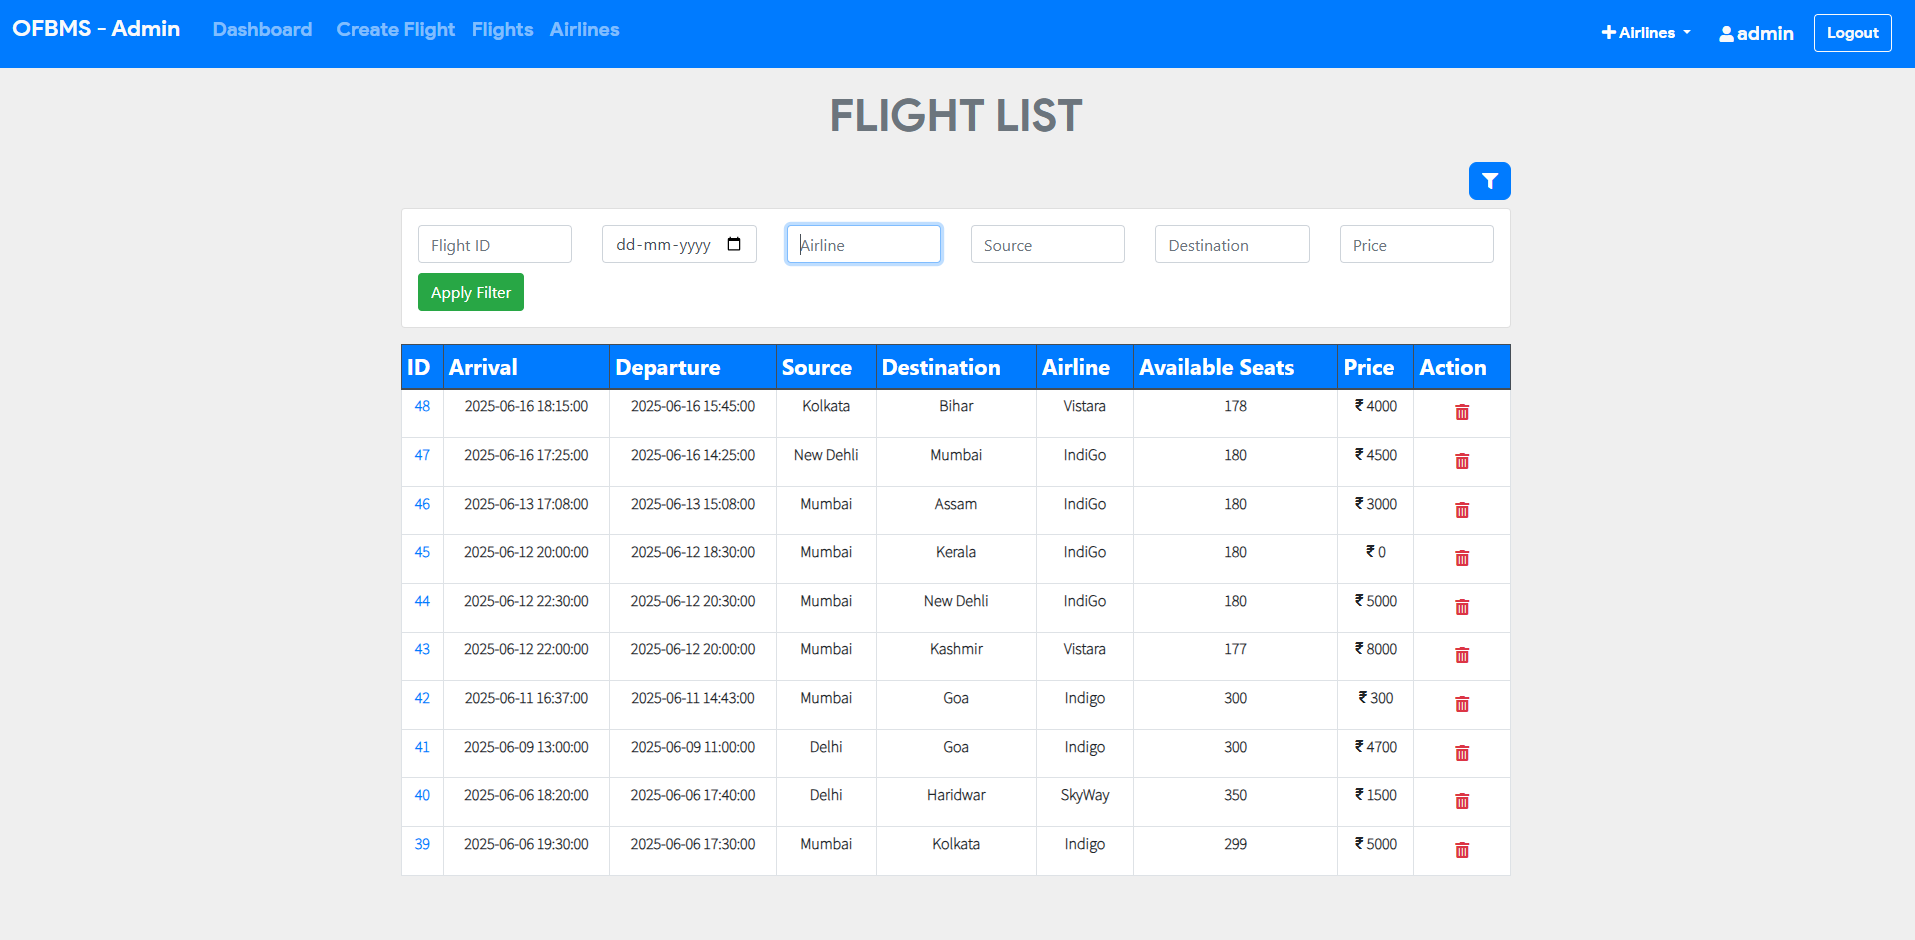 OFBMS - Admin Dashboard Create Flight Flights Airlines Airlines admin Logout
FLIGHT LIST
Flight ID dd-mm-yyyy Airline Source Destination Price
Apply Filter
ID Arrival Departure Source Destination Airline Available Seats Price Action
48 2025-06-16 18:15:00 2025-06-16 15:45:00 Kolkata Bihar Vistara 178 ₹ 4000
47 2025-06-16 17:25:00 2025-06-16 14:25:00 New Dehli Mumbai IndiGo 180 ₹ 4500
46 2025-06-13 17:08:00 2025-06-13 15:08:00 Mumbai Assam IndiGo 180 ₹ 3000
45 2025-06-12 20:00:00 2025-06-12 18:30:00 Mumbai Kerala IndiGo 180 ₹ 0
44 2025-06-12 22:30:00 2025-06-12 20:30:00 Mumbai New Dehli IndiGo 180 ₹ 5000
43 2025-06-12 22:00:00 2025-06-12 20:00:00 Mumbai Kashmir Vistara 177 ₹ 8000
42 2025-06-11 16:37:00 2025-06-11 14:43:00 Mumbai Goa Indigo 300 ₹ 300
41 2025-06-09 13:00:00 2025-06-09 11:00:00 Delhi Goa Indigo 300 ₹ 4700
40 2025-06-06 18:20:00 2025-06-06 17:40:00 Delhi Haridwar SkyWay 350 ₹ 1500
39 2025-06-06 19:30:00 2025-06-06 17:30:00 Mumbai Kolkata Indigo 299 ₹ 5000